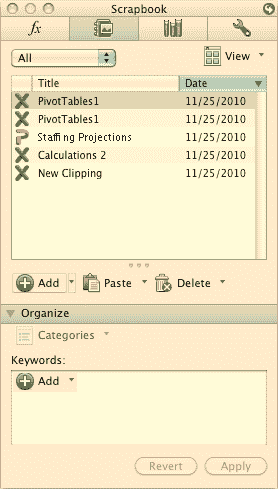 Scrapbook
fx
All View
Title Date
PivotTables1 11/25/2010
PivotTables1 11/25/2010
Staffing Projections 11/25/2010
Calculations 2 11/25/2010
New Clipping 11/25/2010
Add Paste Delete
Organize
Categories
Keywords:
Add
Revert Apply